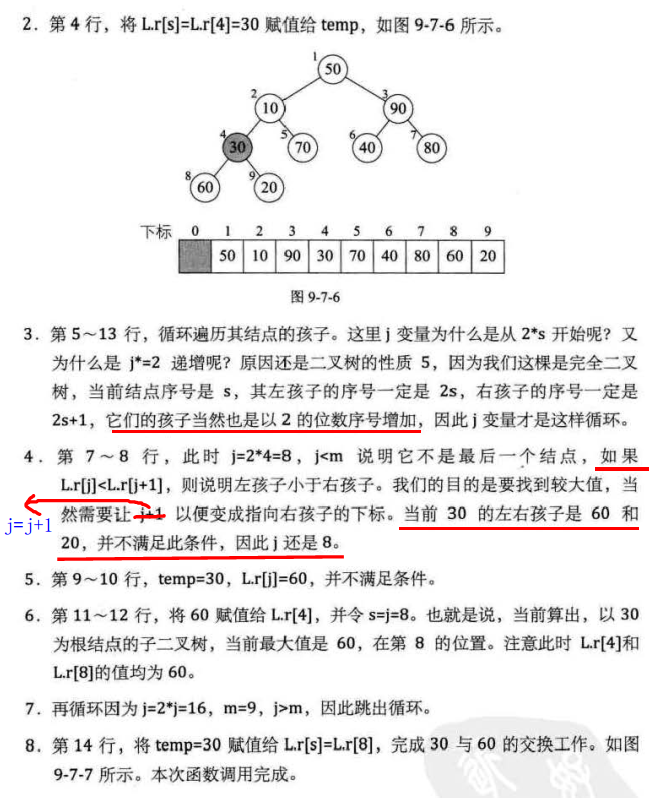 2．第 4 行，将 L.r[s]=L.r[4]=30 赋值给 temp，如图 9-7-6 所示。
1
50
2
10
3
90
4
30
5
70
6
40
7
80
8
60
9
20
下标 0 1 2 3 4 5 6 7 8 9
50 10 90 30 70 40 80 60 20
图 9-7-6
3．第 5～13 行，循环遍历其结点的孩子。这里 j 变量为什么是从 2*s 开始呢？又
为什么是 j*=2 递增呢？原因还是二叉树的性质 5，因为我们这棵是完全二叉
树，当前结点序号是 s，其左孩子的序号一定是 2s，右孩子的序号一定是
2s+1，它们的孩子当然也是以 2 的位数序号增加，因此 j 变量才是这样循环。
4．第 7～8 行，此时 j=2*4=8，j<m 说明它不是最后一个结点，如果
L.r[j]<L.r[j+1]，则说明左孩子小于右孩子。我们的目的是要找到较大值，当
然需要让 j+1 以便变成指向右孩子的下标。当前 30 的左右孩子是 60 和
j=j+1
20，并不满足此条件，因此 j 还是 8。
5．第 9～10 行，temp=30，L.r[j]=60，并不满足条件。
6．第 11～12 行，将 60 赋值给 L.r[4]，并令 s=j=8。也就是说，当前算出，以 30
为根结点的子二叉树，当前最大值是 60，在第 8 的位置。注意此时 L.r[4]和
L.r[8]的值均为 60。
7．再循环因为 j=2*j=16，m=9，j>m，因此跳出循环。
8．第 14 行，将 temp=30 赋值给 L.r[s]=L.r[8]，完成 30 与 60 的交换工作。如图
9-7-7 所示。本次函数调用完成。